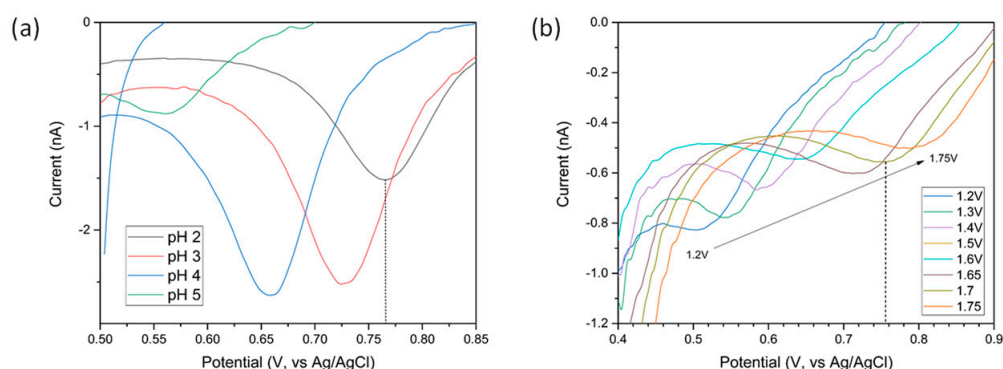 (a)
0
-1
-2
Current (nA)
pH 2
pH 3
pH 4
pH 5
0.50 0.55 0.60 0.65 0.70 0.75 0.80 0.85
Potential (V, vs Ag/AgCl)
(b)
-0.0
-0.2
-0.4
-0.6
-0.8
-1.0
-1.2
Current (nA)
1.75V
1.2V
1.2V
1.3V
1.4V
1.5V
1.6V
1.65
1.7
1.75
0.4 0.5 0.6 0.7 0.8 0.9
Potential (V, vs Ag/AgCl)